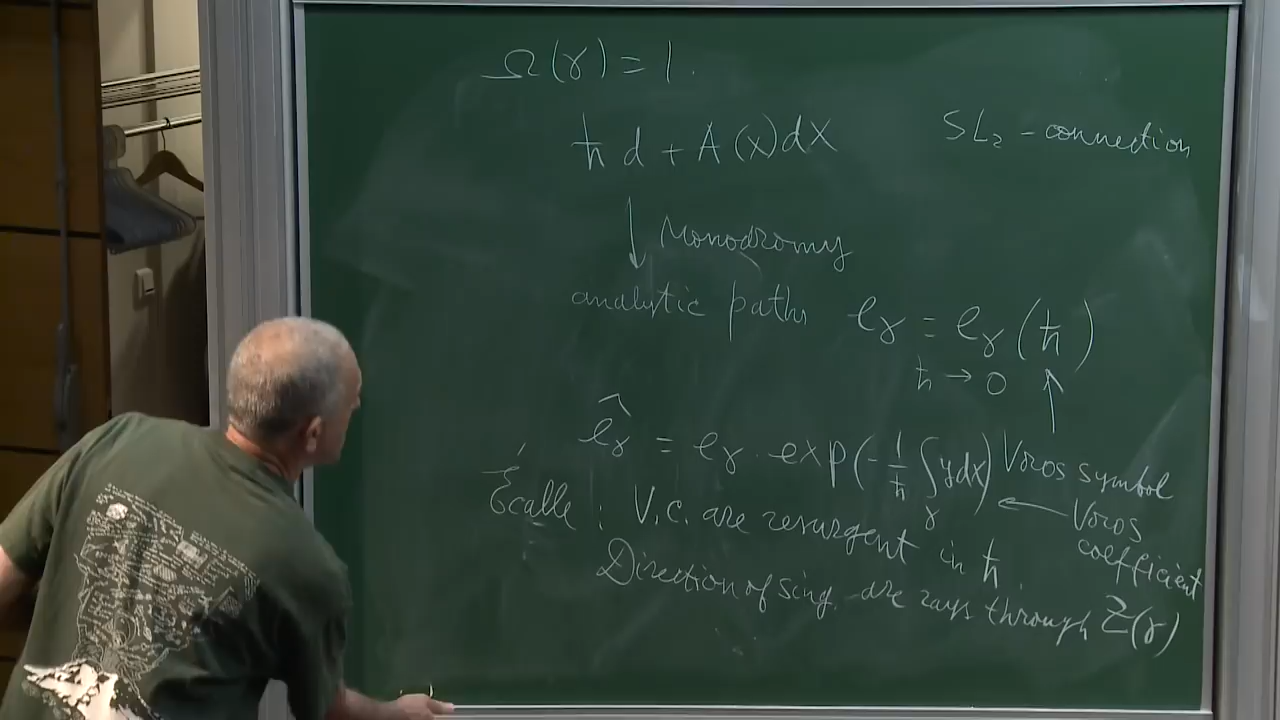 Ω(γ) = 1.
ħ d + A(x)dx
SL₂ - connection
↓ Monodromy
analytic paths e_γ = e_γ(ħ)
ħ → 0
ê_γ = e_γ · exp(-1/ħ ∫_γ ydx) Voros symbol
← Voros coefficient
Écalle : V.c. are resurgent in ħ.
Direction of sing. are rays through Z(γ)